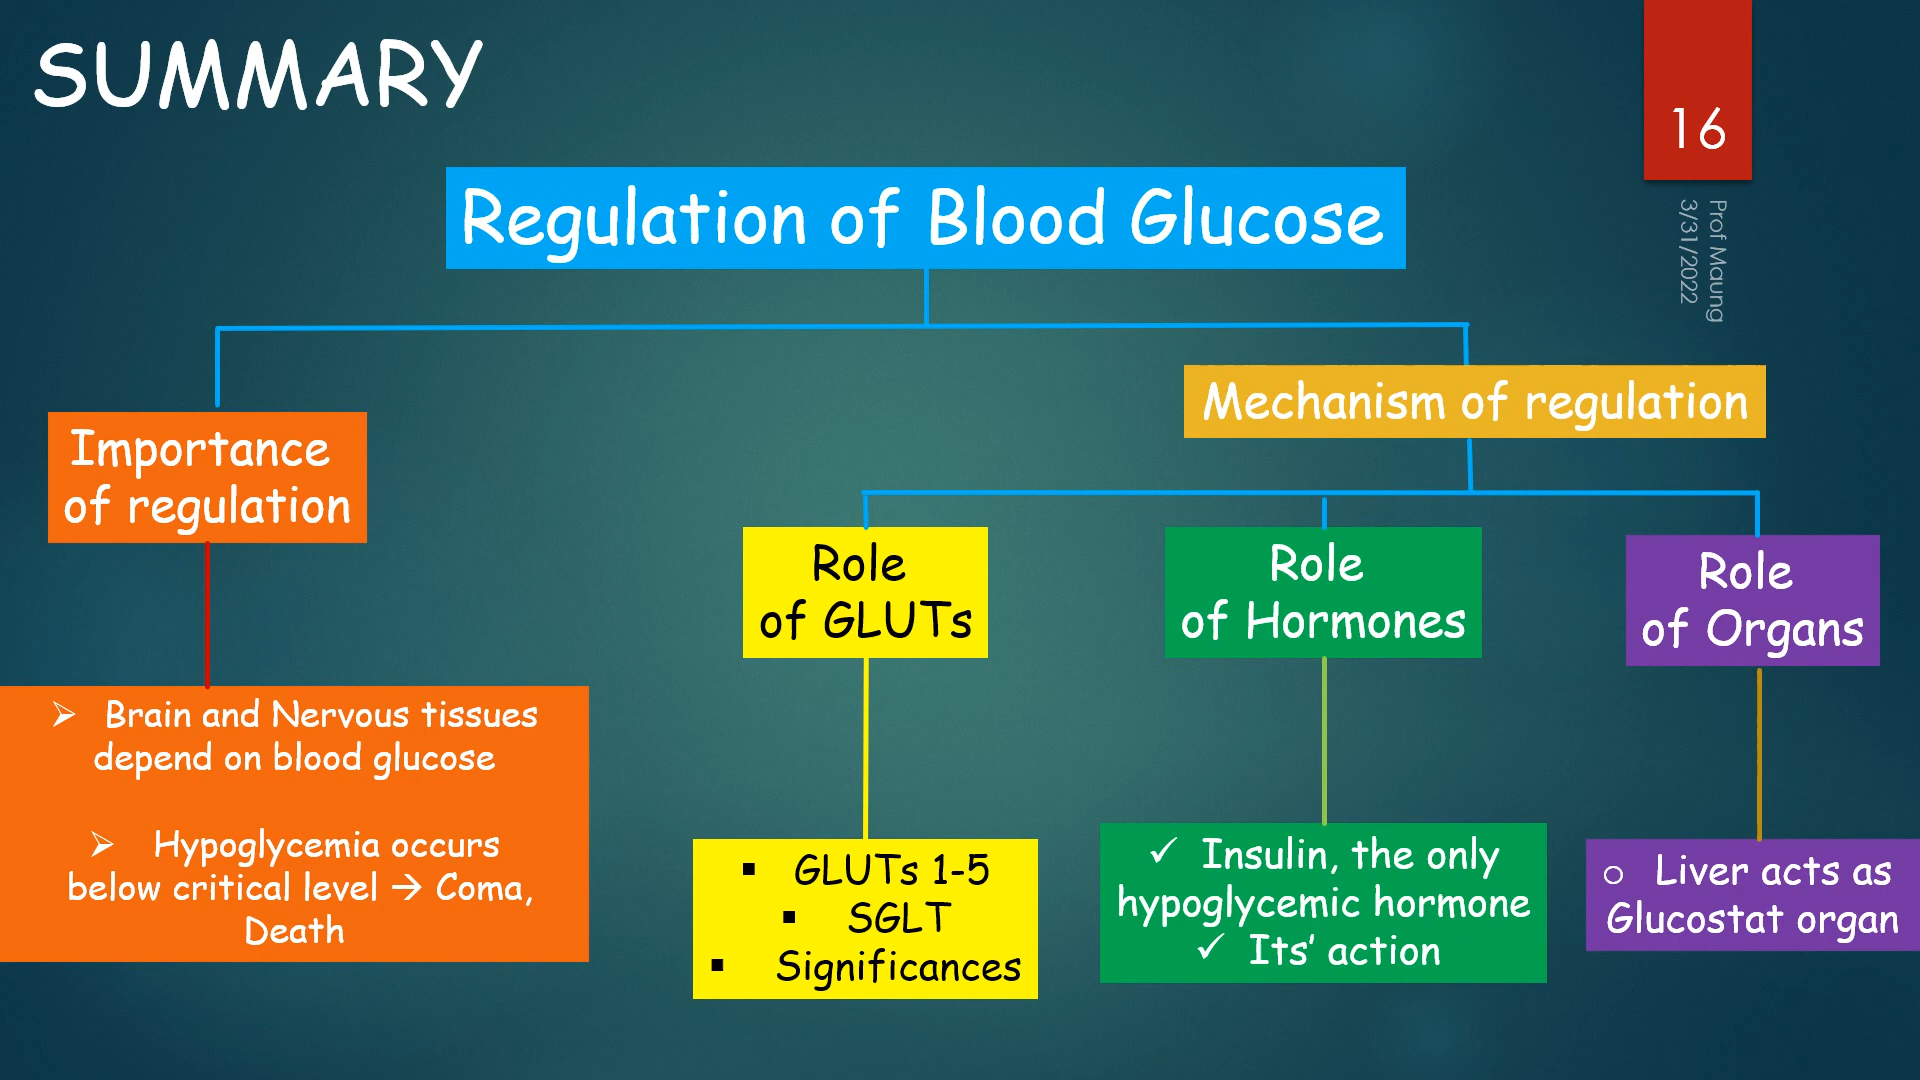 SUMMARY
16
Prof Maung
3/31/2022
Regulation of Blood Glucose
Importance
of regulation
Mechanism of regulation
Role
of GLUTs
Role
of Hormones
Role
of Organs
➢ Brain and Nervous tissues
depend on blood glucose
➢ Hypoglycemia occurs
below critical level → Coma,
Death
▪ GLUTs 1-5
▪ SGLT
▪ Significances
✓ Insulin, the only
hypoglycemic hormone
✓ Its’ action
o Liver acts as
Glucostat organ